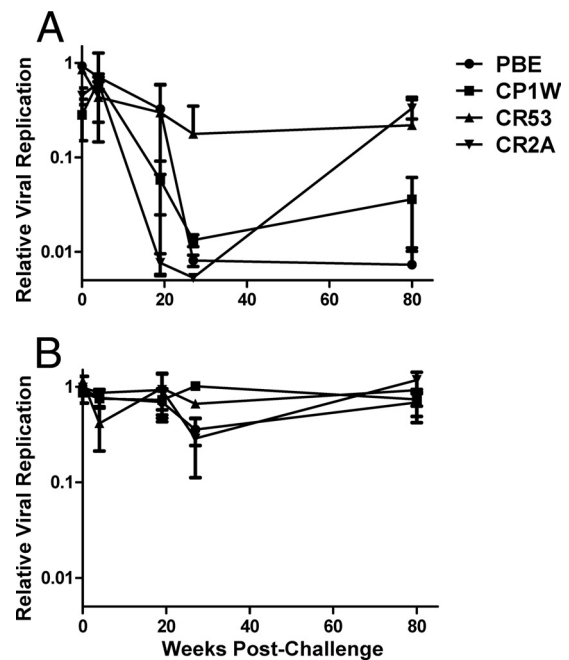 A
Relative Viral Replication
1
0.1
0.01
0 20 40 60 80
PBE
CP1W
CR53
CR2A
B
Relative Viral Replication
1
0.1
0.01
0 20 40 60 80
Weeks Post-Challenge